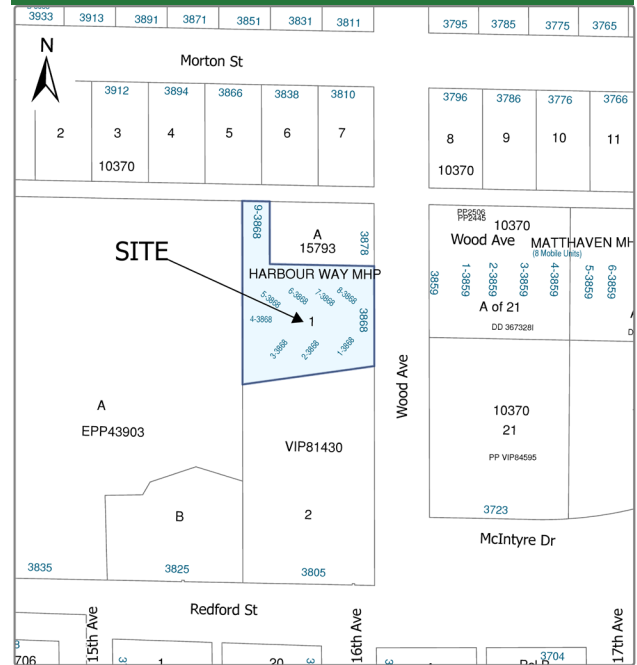 3933 3913 3891 3871 3851 3831 3811 3795 3785 3775 3765
N
Morton St
3912 3894 3866 3838 3810 3796 3786 3776 3766
2 3 4 5 6 7 8 9 10 11
10370 10370
9-3868
A
15793
3878
SITE
HARBOUR WAY MHP
5-3868 6-3868 7-3868 8-3868
4-3868
1
3868
3-3868 2-3868 1-3868
PP2506
PP2445
10370
Wood Ave MATTHAVEN MH
(8 Mobile Units)
3859 1-3859 2-3859 3-3859 4-3859 5-3859 6-3859
A of 21
DD 367328I
Wood Ave
A
EPP43903
VIP81430
10370
21
PP VIP84595
B
2
3723
McIntyre Dr
3835 3825 3805
Redford St
15th Ave
16th Ave
17th Ave
706
1
20
3704